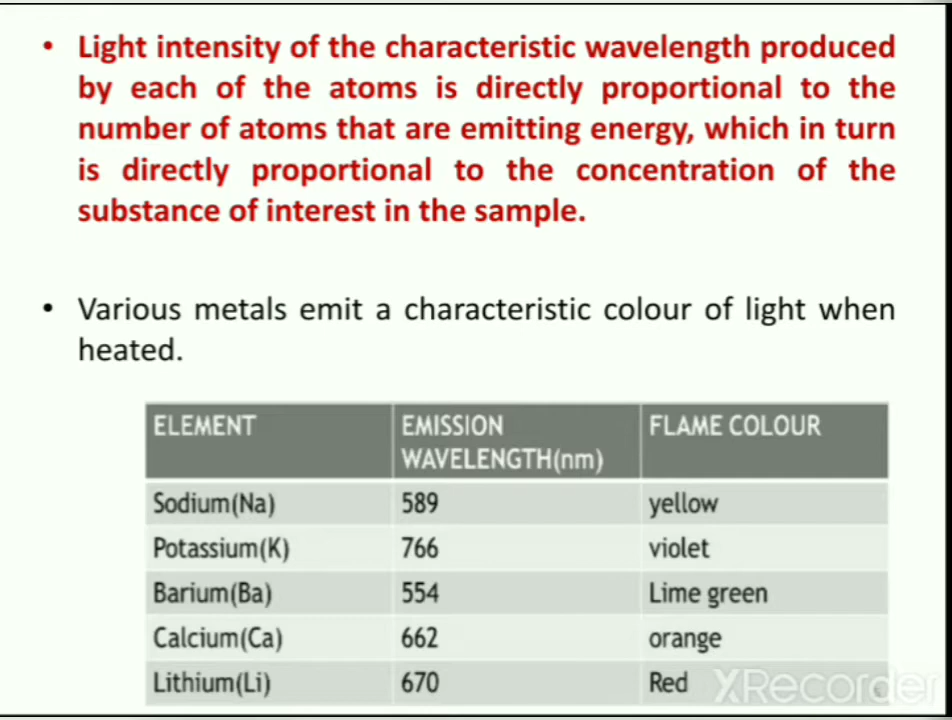 • Light intensity of the characteristic wavelength produced
by each of the atoms is directly proportional to the
number of atoms that are emitting energy, which in turn
is directly proportional to the concentration of the
substance of interest in the sample.
• Various metals emit a characteristic colour of light when
heated.
ELEMENT EMISSION WAVELENGTH(nm) FLAME COLOUR
Sodium(Na) 589 yellow
Potassium(K) 766 violet
Barium(Ba) 554 Lime green
Calcium(Ca) 662 orange
Lithium(Li) 670 Red
XRecorder